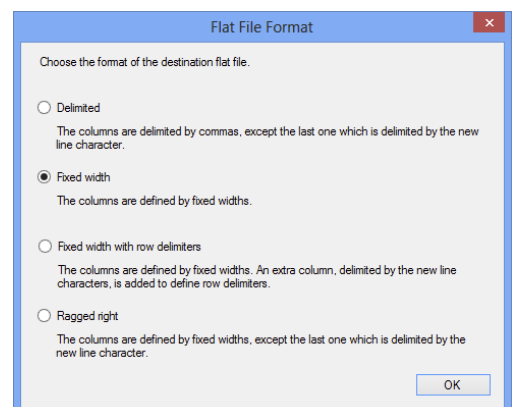 Flat File Format
Choose the format of the destination flat file.
Delimited
The columns are delimited by commas, except the last one which is delimited by the new
line character.
Fixed width
The columns are defined by fixed widths.
Fixed width with row delimiters
The columns are defined by fixed widths. An extra column, delimited by the new line
characters, is added to define row delimiters.
Ragged right
The columns are defined by fixed widths, except the last one which is delimited by the
new line character.
OK